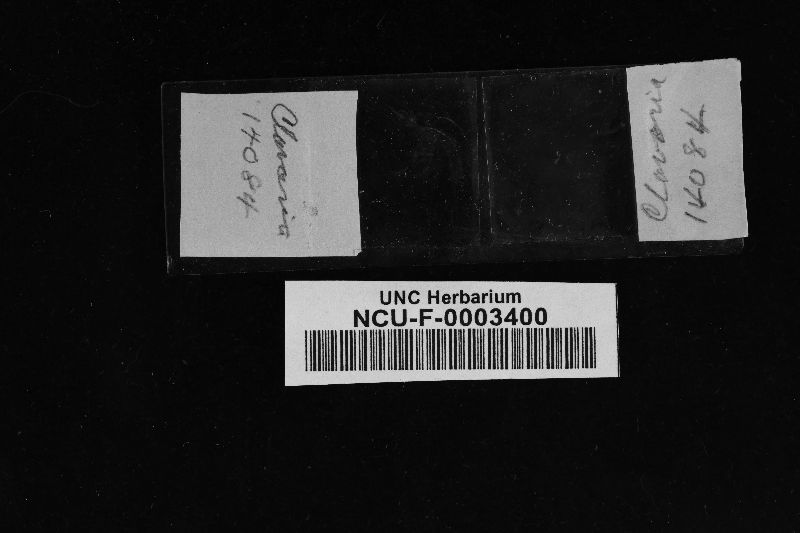 Clavaria
14084
Clavaria
14084
UNC Herbarium
NCU-F-0003400